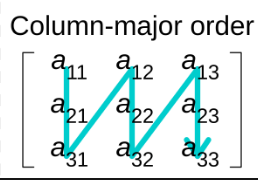 Column-major order
a11 a12 a13
a21 a22 a23
a31 a32 a33